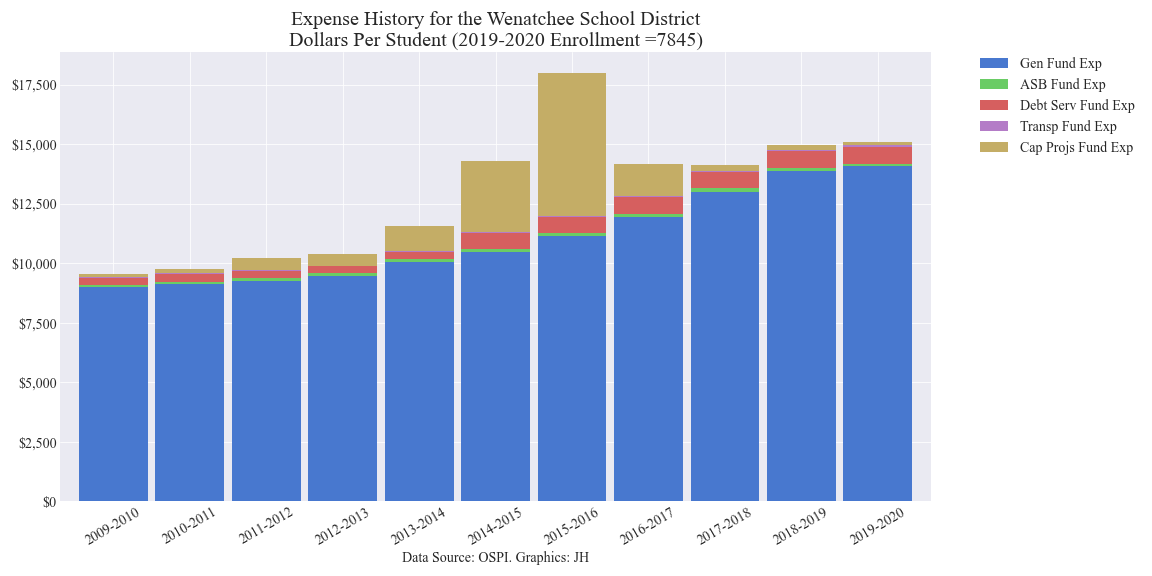 Expense History for the Wenatchee School District
Dollars Per Student (2019-2020 Enrollment =7845)
Gen Fund Exp
ASB Fund Exp
Debt Serv Fund Exp
Transp Fund Exp
Cap Projs Fund Exp
$17,500
$15,000
$12,500
$10,000
$7,500
$5,000
$2,500
$0
2009-2010
2010-2011
2011-2012
2012-2013
2013-2014
2014-2015
2015-2016
2016-2017
2017-2018
2018-2019
2019-2020
Data Source: OSPI. Graphics: JH